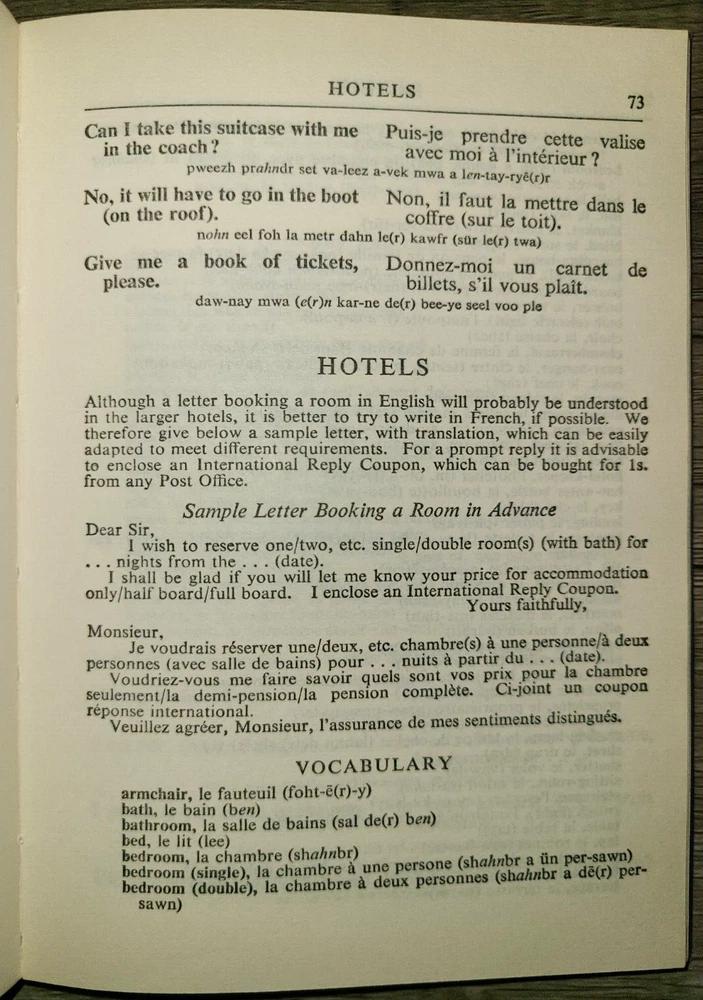 HOTELS
73
Can I take this suitcase with me
in the coach?
Puis-je prendre cette valise
avec moi à l'intérieur?
pweezh prahndr set va-leez a-vek mwa a len-tay-ryê(r)r
No, it will have to go in the boot
(on the roof).
Non, il faut la mettre dans le
coffre (sur le toit).
nohn eel foh la metr dahn le(r) kawfr (sür le(r) twa)
Give me a book of tickets,
please.
Donnez-moi un carnet de
billets, s'il vous plaît.
daw-nay mwa (e(r)n kar-ne de(r) bee-ye seel voo ple
HOTELS
Although a letter booking a room in English will probably be understood
in the larger hotels, it is better to try to write in French, if possible. We
therefore give below a sample letter, with translation, which can be easily
adapted to meet different requirements. For a prompt reply it is advisable
to enclose an International Reply Coupon, which can be bought for 1s.
from any Post Office.
Sample Letter Booking a Room in Advance
Dear Sir,
I wish to reserve one/two, etc. single/double room(s) (with bath) for
. . . nights from the . . . (date).
I shall be glad if you will let me know your price for accommodation
only/half board/full board. I enclose an International Reply Coupon.
Yours faithfully,
Monsieur,
Je voudrais réserver une/deux, etc. chambre(s) à une personne/à deux
personnes (avec salle de bains) pour . . . nuits à partir du . . . (date).
Voudriez-vous me faire savoir quels sont vos prix pour la chambre
seulement/la demi-pension/la pension complète. Ci-joint un coupon
réponse international.
Veuillez agréer, Monsieur, l'assurance de mes sentiments distingués.
VOCABULARY
armchair, le fauteuil (foht-ë(r)-y)
bath, le bain (ben)
bathroom, la salle de bains (sal de(r) ben)
bed, le lit (lee)
bedroom, la chambre (shahnbr)
bedroom (single), la chambre à une persone (shahnbr a ün per-sawn)
bedroom (double), la chambre à deux personnes (shahnbr a dë(r) per-
sawn)